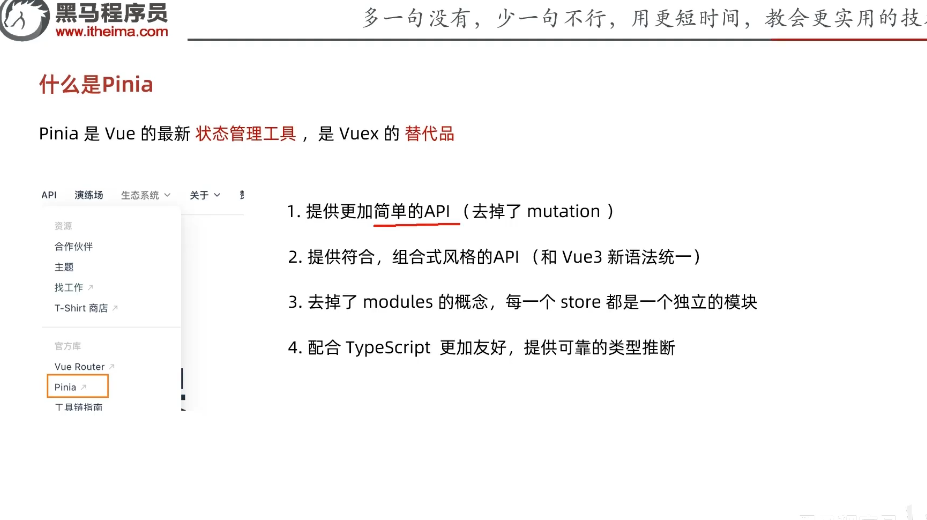 黑马程序员
www.itheima.com
多一句没有，少一句不行，用更短时间，教会更实用的技
什么是Pinia
Pinia 是 Vue 的最新 状态管理工具 ，是 Vuex 的 替代品
API 演练场 生态系统 关于
资源
合作伙伴
主题
找工作
T-Shirt 商店
官方库
Vue Router
Pinia
工具链指南
1. 提供更加简单的API （去掉了 mutation ）
2. 提供符合，组合式风格的API （和 Vue3 新语法统一）
3. 去掉了 modules 的概念，每一个 store 都是一个独立的模块
4. 配合 TypeScript 更加友好，提供可靠的类型推断